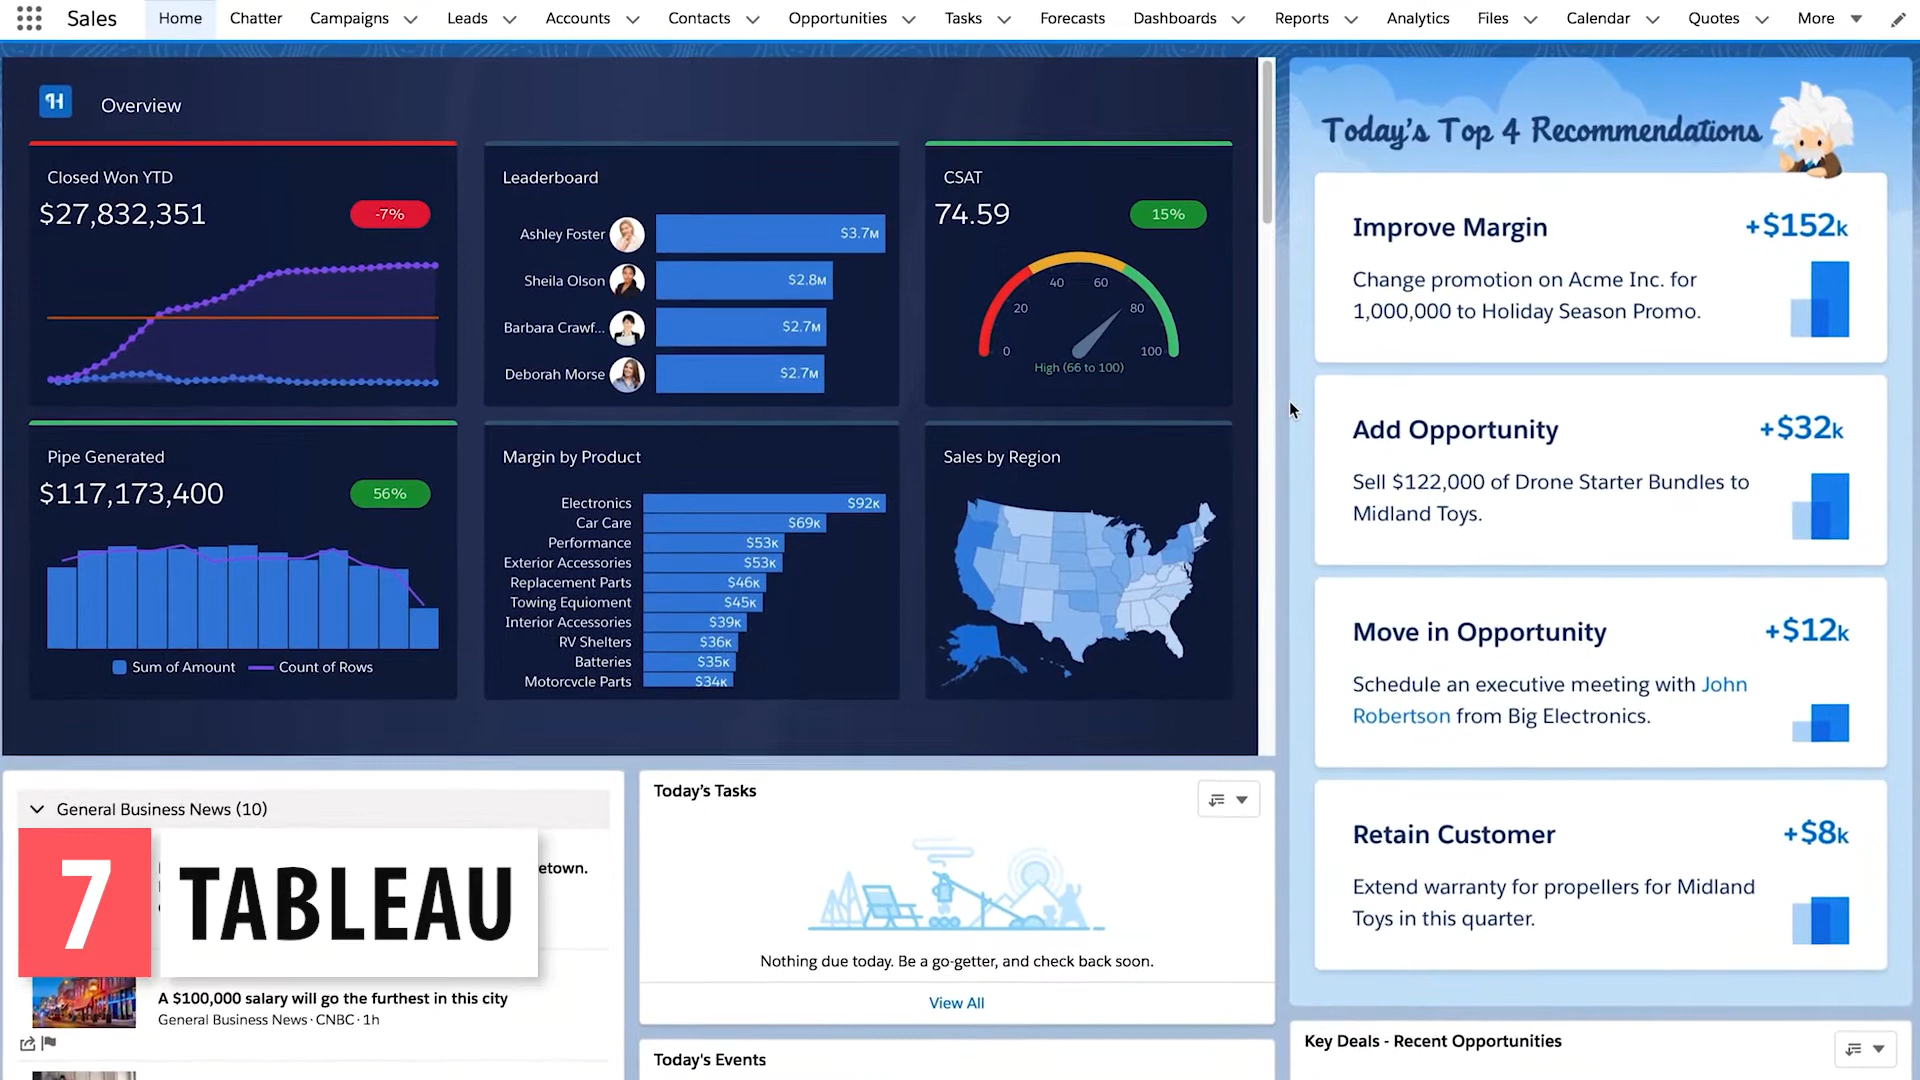 Sales
Home
Chatter
Campaigns
Leads
Accounts
Contacts
Opportunities
Tasks
Forecasts
Dashboards
Reports
Analytics
Files
Calendar
Quotes
More
Overview
Closed Won YTD
$27,832,351
-7%
Leaderboard
Ashley Foster
$3.7M
Sheila Olson
$2.8M
Barbara Crawf...
$2.7M
Deborah Morse
$2.7M
CSAT
74.59
15%
0
20
40
60
80
100
High (66 to 100)
Pipe Generated
$117,173,400
56%
Sum of Amount
Count of Rows
Margin by Product
Electronics
$92K
Car Care
$69K
Performance
$53K
Exterior Accessories
$53K
Replacement Parts
$46K
Towing Equioment
$45K
Interior Accessories
$39K
RV Shelters
$36K
Batteries
$35K
Motorcycle Parts
$34K
Sales by Region
Today's Top 4 Recommendations
Improve Margin
+$152k
Change promotion on Acme Inc. for
1,000,000 to Holiday Season Promo.
Add Opportunity
+$32k
Sell $122,000 of Drone Starter Bundles to
Midland Toys.
Move in Opportunity
+$12k
Schedule an executive meeting with John
Robertson from Big Electronics.
Retain Customer
+$8k
Extend warranty for propellers for Midland
Toys in this quarter.
General Business News (10)
etown.
7
TABLEAU
A $100,000 salary will go the furthest in this city
General Business News · CNBC · 1h
Today's Tasks
Nothing due today. Be a go-getter, and check back soon.
View All
Today's Events
Key Deals - Recent Opportunities